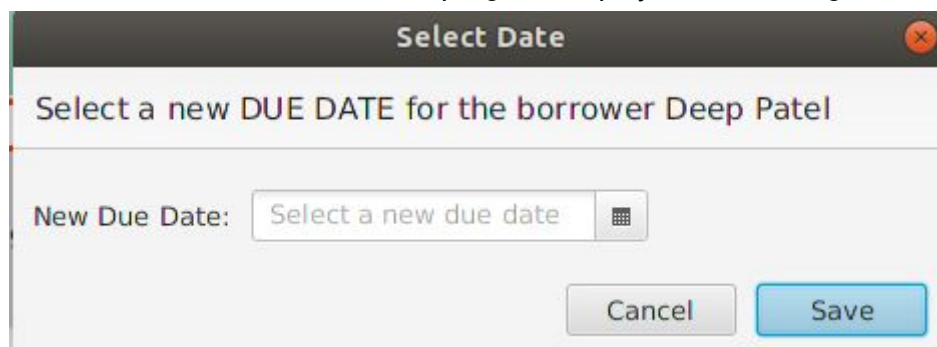 Select Date
Select a new DUE DATE for the borrower Deep Patel
New Due Date: Select a new due date
Cancel Save